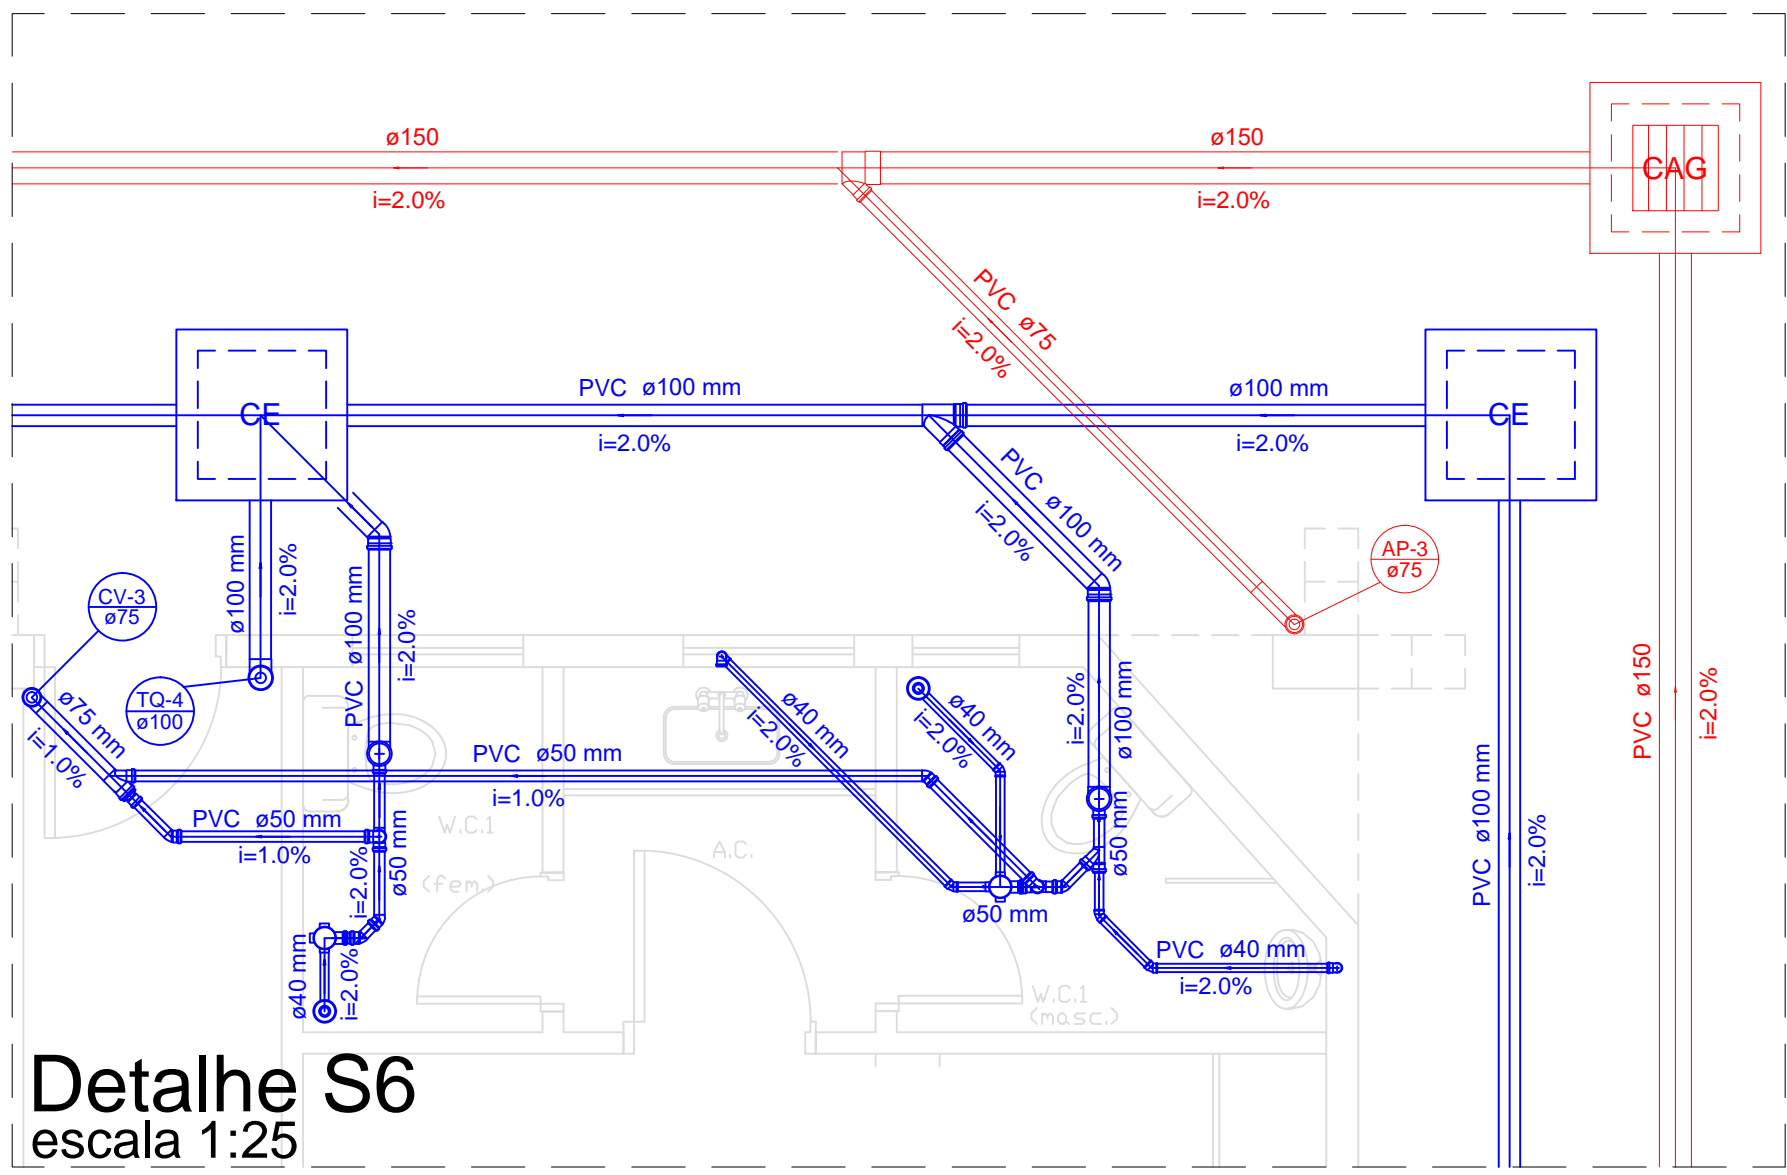 ø150
i=2.0%
ø150
i=2.0%
CAG
PVC ø75
i=2.0%
CE
PVC ø100 mm
i=2.0%
ø100 mm
i=2.0%
CE
PVC ø100 mm
i=2.0%
AP-3
ø75
CV-3
ø75
ø100 mm
i=2.0%
PVC ø100 mm
i=2.0%
TQ-4
ø100
ø75 mm
i=1.0%
PVC ø50 mm
i=1.0%
ø40 mm
i=2.0%
ø40 mm
i=2.0%
i=2.0%
ø100 mm
PVC ø150
i=2.0%
PVC ø50 mm
i=1.0%
i=2.0%
ø50 mm
W.C.1
(fem.)
A.C.
ø50 mm
ø50 mm
PVC ø100 mm
i=2.0%
ø40 mm
i=2.0%
PVC ø40 mm
i=2.0%
W.C.1
(masc.)
Detalhe S6
escala 1:25